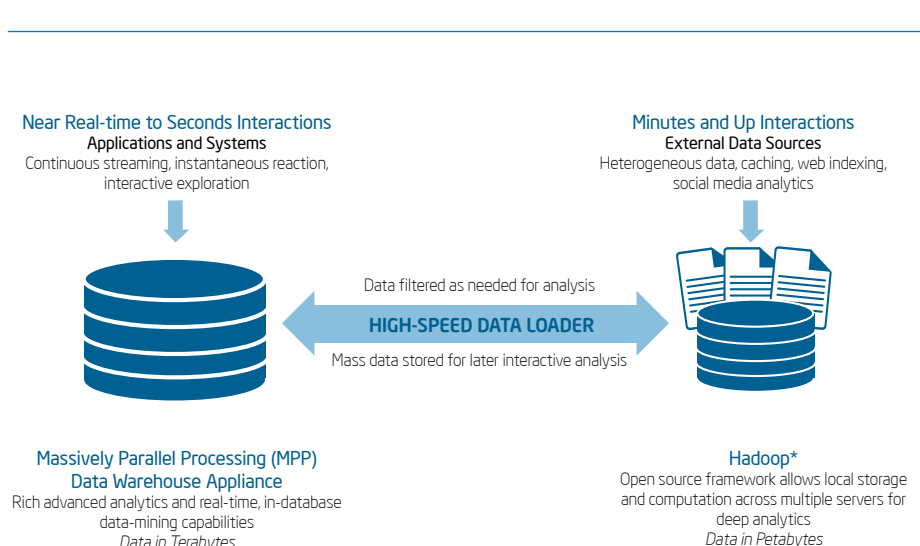 Near Real-time to Seconds Interactions
Applications and Systems
Continuous streaming, instantaneous reaction,
interactive exploration
Minutes and Up Interactions
External Data Sources
Heterogeneous data, caching, web indexing,
social media analytics
Data filtered as needed for analysis
HIGH-SPEED DATA LOADER
Mass data stored for later interactive analysis
Massively Parallel Processing (MPP)
Data Warehouse Appliance
Rich advanced analytics and real-time, in-database
data-mining capabilities
Data in Terabytes
Hadoop*
Open source framework allows local storage
and computation across multiple servers for
deep analytics
Data in Petabytes